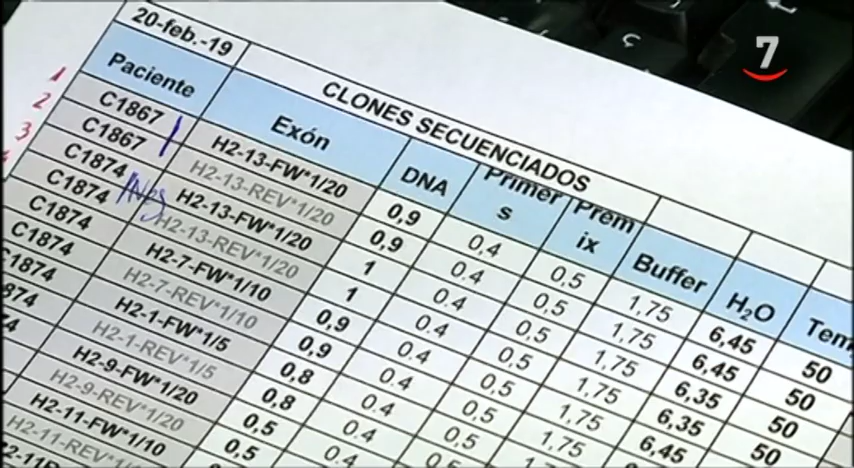 7
20-feb.-19
CLONES SECUENCIADOS
Paciente Exón DNA Primer s Prem ix Buffer H₂O Tem
1 C1867 H2-13-FW*1/20 0,9 0,4 0,5 1,75 6,45 50
2 C1867 H2-13-REV*1/20 0,9 0.4 0,5 1,75 6,45 50
3 C1874 H2-13-FW*1/20 1 0.4 0,5 1,75 6,35 50
C1874 H2-13-REV*1/20 1 0.4 0,5 1,75 6,35 50
C1874 H2-7-FW*1/10 0,9 0.4 0,5 1,75 6,45
C1874 H2-7-REV*1/10 0,9 0.4 0,5 1,75
C1874 H2-1-FW*1/5 0,8 0.4 0,5
874 H2-1-REV*1/5 0,8 0.4
H2-9-FW*1/20 0,5
H2-9-REV*1/20 0,5
H2-11-FW*1/10
H2-11-REV*1/10
Ç